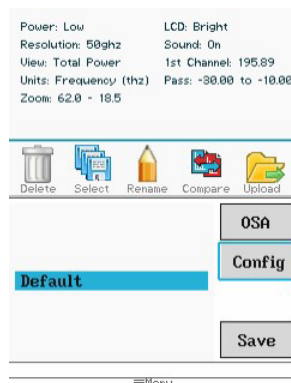 Power: Low LCD: Bright
Resolution: 50ghz Sound: On
View: Total Power 1st Channel: 195.89
Units: Frequency (thz) Pass: -30.00 to -10.00
Zoom: 62.0 - 18.5
Delete Select Rename Compare Upload
OSA
Config
Default
Save
Menu